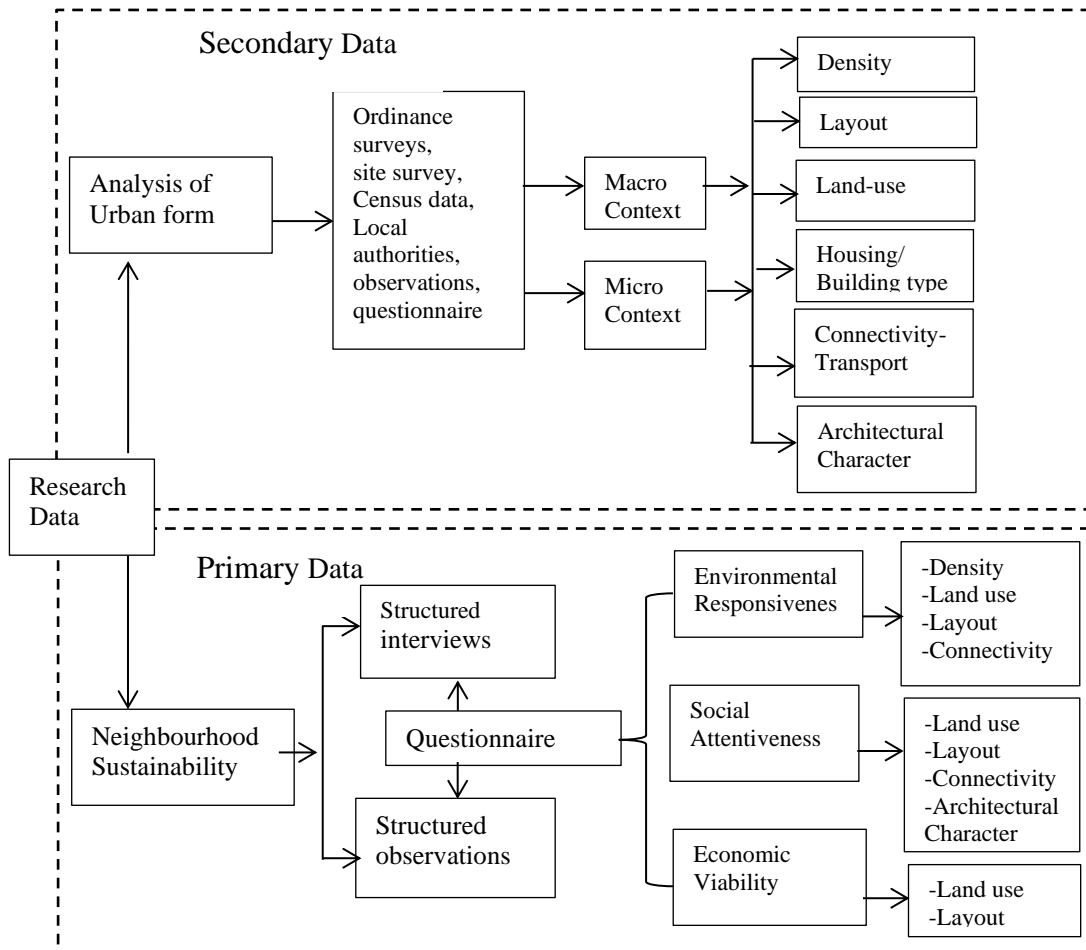 Secondary Data
Analysis of
Urban form
Ordinance
surveys,
site survey,
Census data,
Local
authorities,
observations,
questionnaire
Macro
Context
Micro
Context
Density
Layout
Land-use
Housing/
Building type
Connectivity-
Transport
Architectural
Character
Research
Data
Primary Data
Neighbourhood
Sustainability
Structured
interviews
Questionnaire
Structured
observations
Environmental
Responsivenes
-Density
-Land use
-Layout
-Connectivity
Social
Attentiveness
-Land use
-Layout
-Connectivity
-Architectural
Character
Economic
Viability
-Land use
-Layout